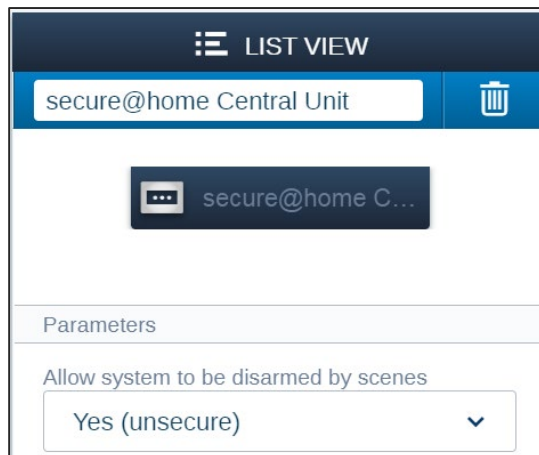 LIST VIEW
secure@home Central Unit
secure@home C...
Parameters
Allow system to be disarmed by scenes
Yes (unsecure)